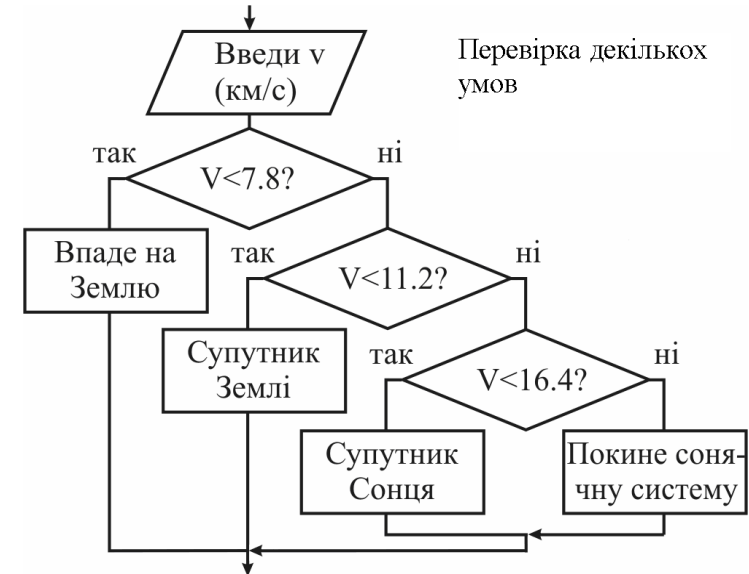 Введи v
(км/с)
Перевірка декількох
умов
так
ні
V<7.8?
Впаде на
Землю
так
ні
V<11.2?
Супутник
Землі
так
ні
V<16.4?
Супутник
Сонця
Покине соня-
чну систему